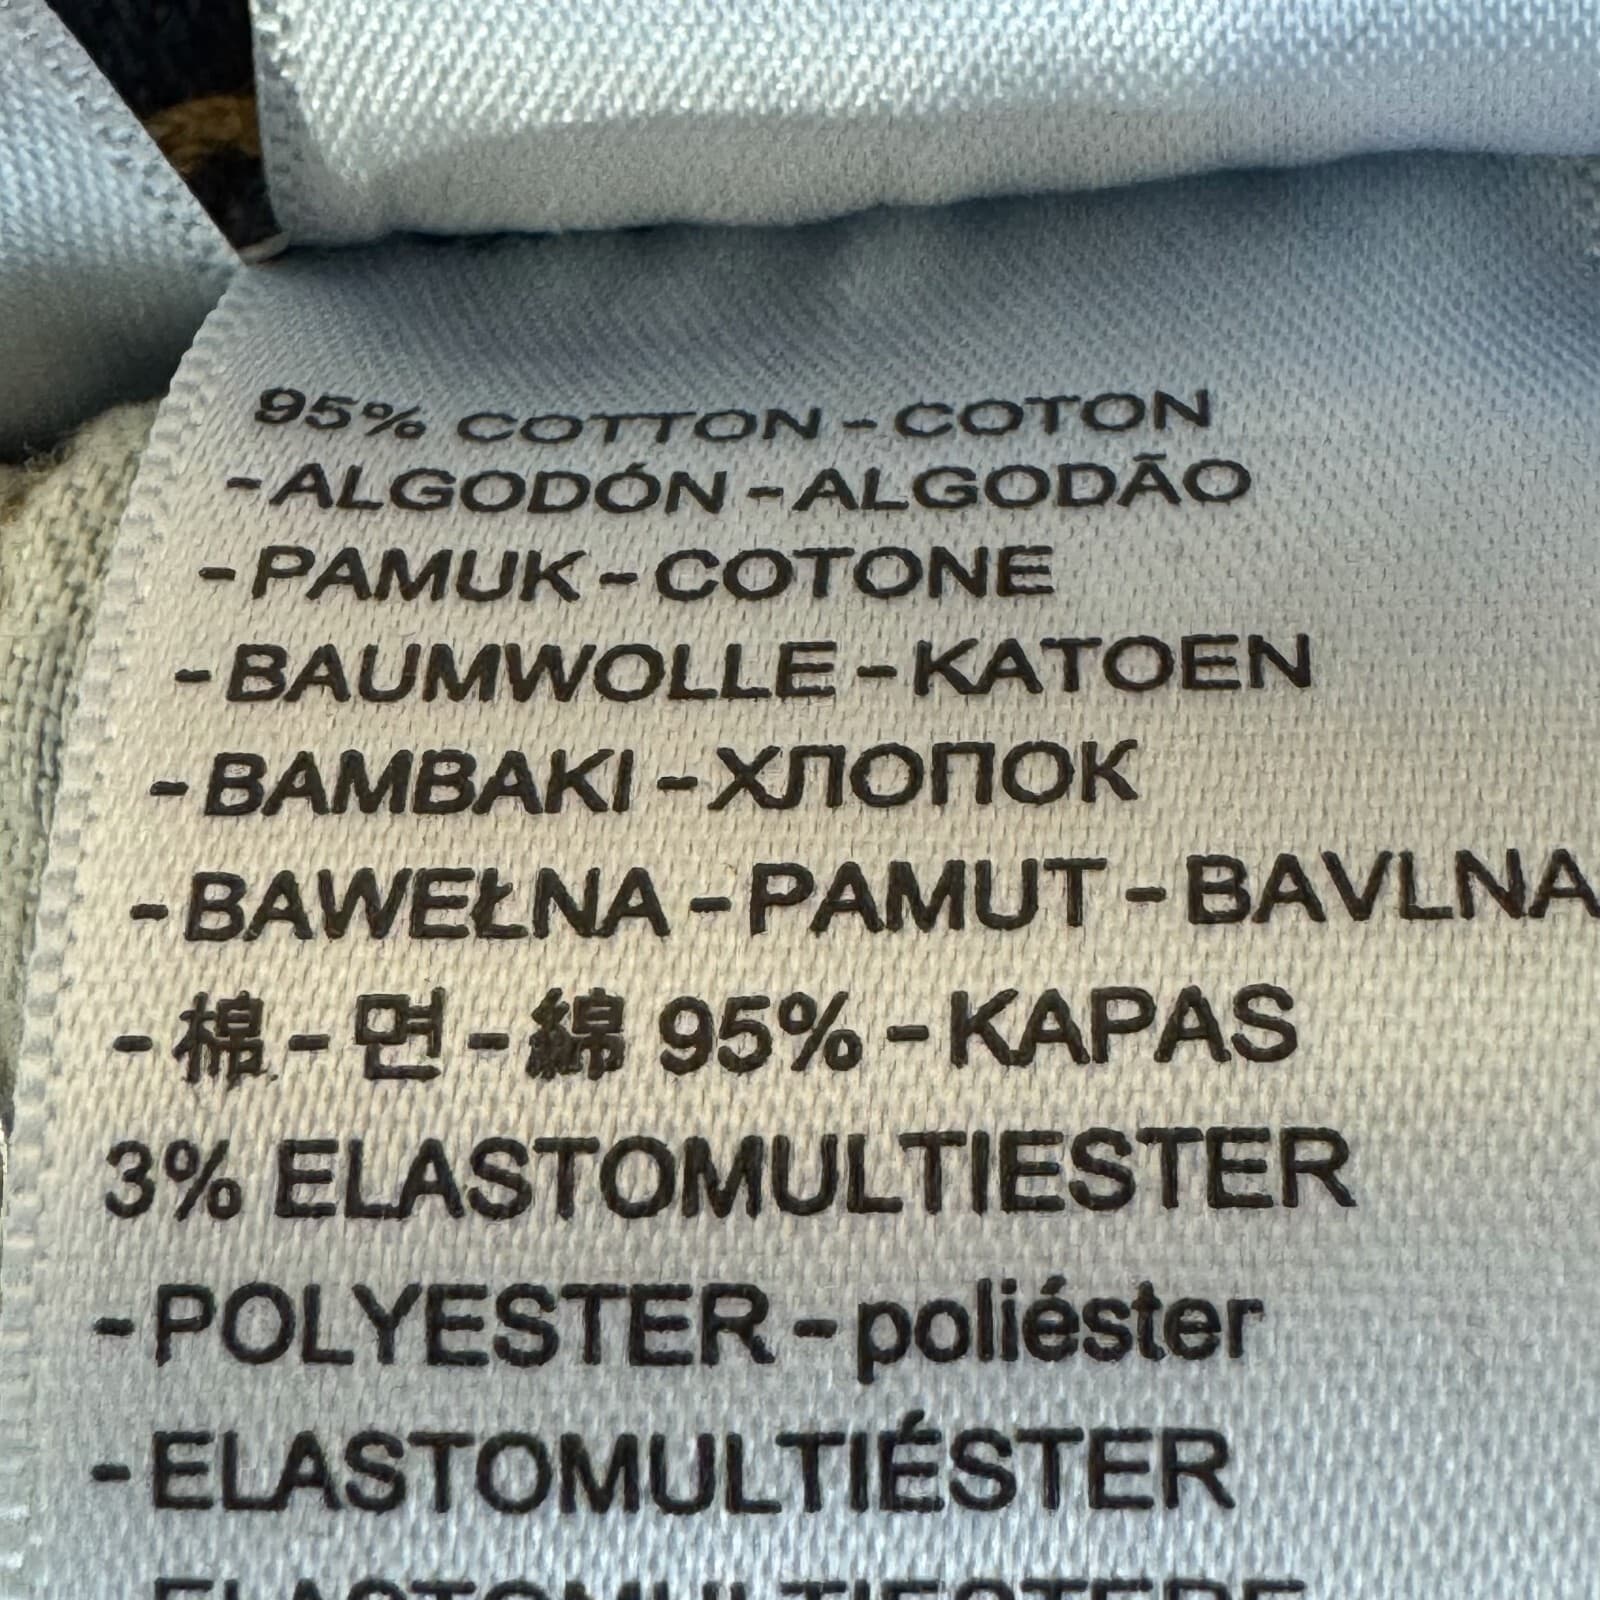 95% COTTON - COTON
- ALGODÓN - ALGODÃO
- PAMUK - COTONE
- BAUMWOLLE - KATOEN
- BAMBAKI - ХЛОПОК
- BAWEŁNA - PAMUT - BAVLNA
- 棉 - 면 - 綿 95% - KAPAS
3% ELASTOMULTIESTER
- POLYESTER - poliéster
- ELASTOMULTIÉSTER